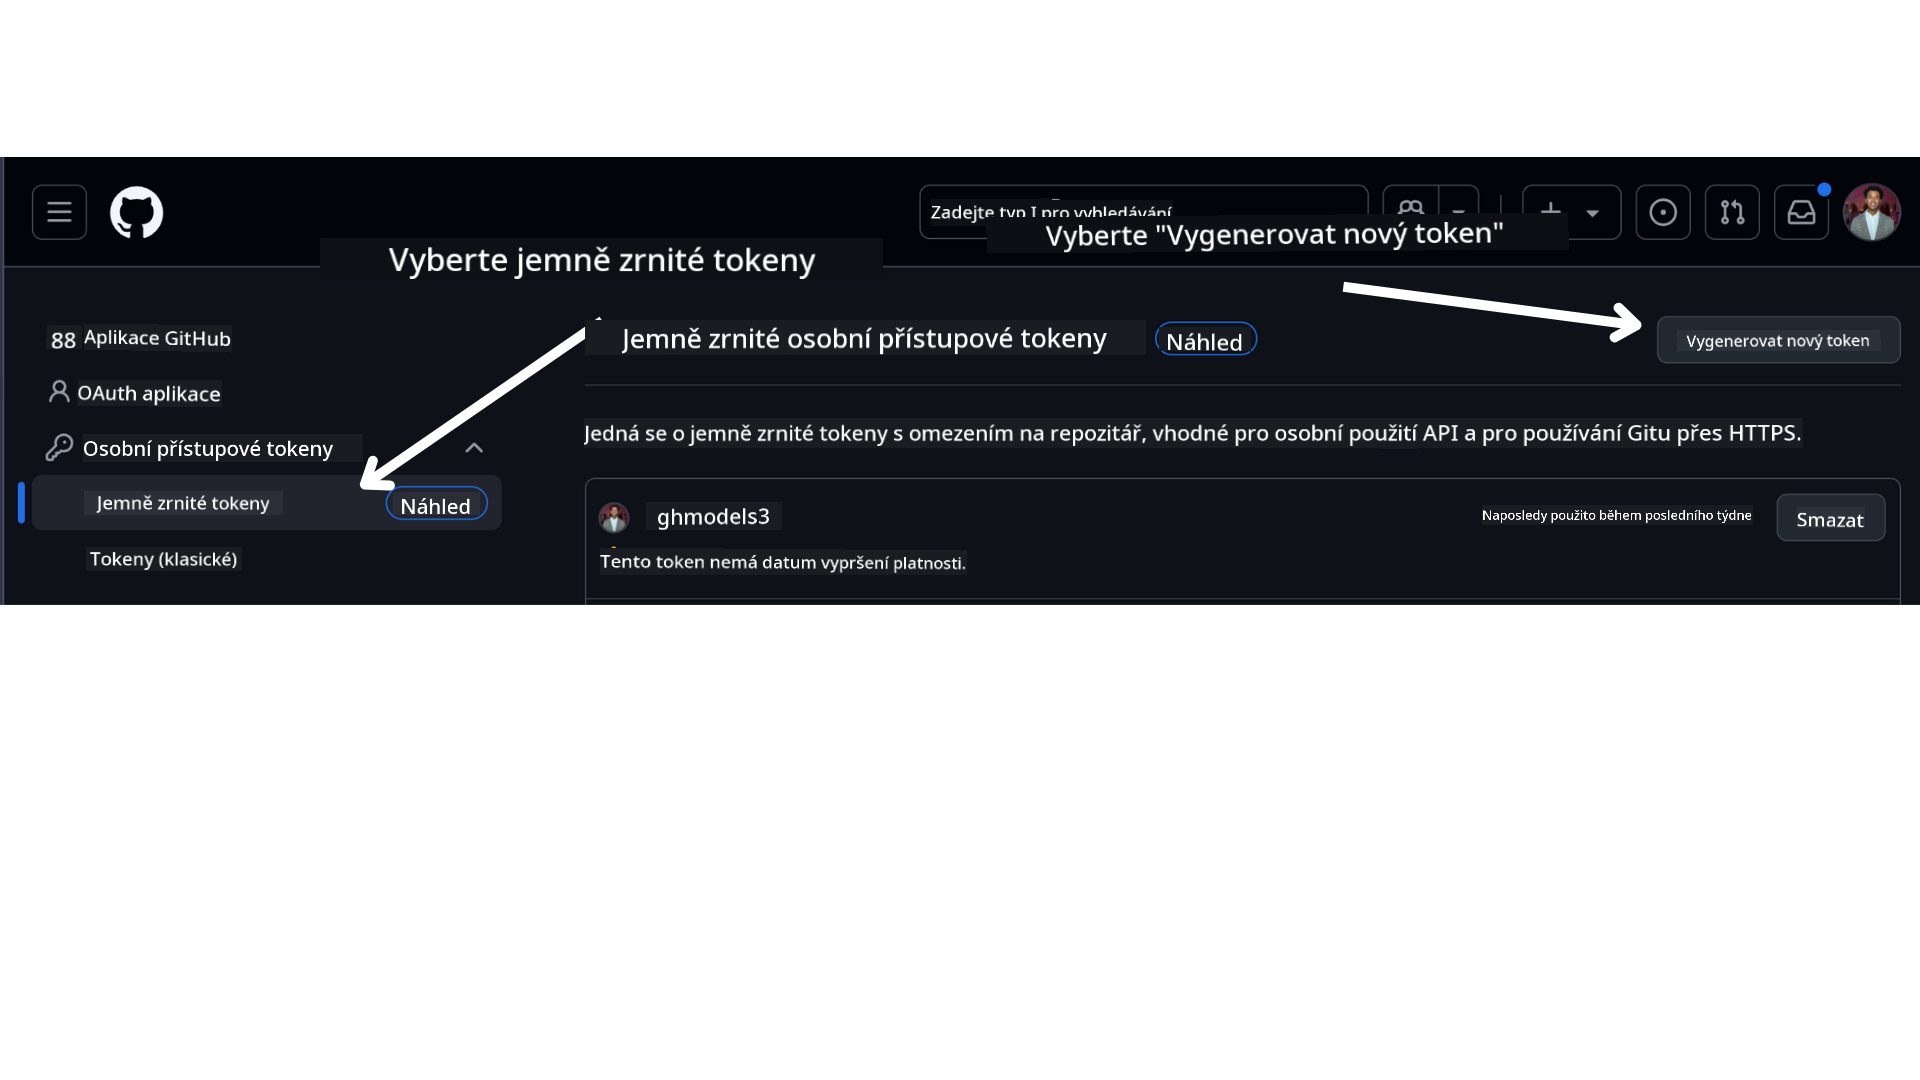 Zadejte typ I pro vyhledávání
Vyberte "Vygenerovat nový token"
Vyberte jemně zrnité tokeny
88 Aplikace GitHub
OAuth aplikace
Osobní přístupové tokeny
Jemně zrnité tokeny Náhled
Tokeny (klasické)
Jemně zrnité osobní přístupové tokeny Náhled
Vygenerovat nový token
Jedná se o jemně zrnité tokeny s omezením na repozitář, vhodné pro osobní použití API a pro používání Gitu přes HTTPS.
ghmodels3
Naposledy použito během posledního týdne
Smazat
Tento token nemá datum vypršení platnosti.